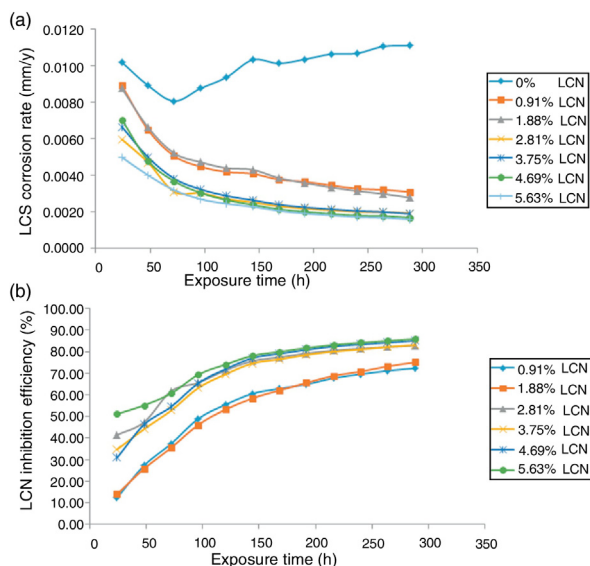 (a)
0.0120
0.0100
0.0080
0.0060
0.0040
0.0020
0.0000
LCS corrosion rate (mm/y)
0 50 100 150 200 250 300 350
Exposure time (h)
0% LCN
0.91% LCN
1.88% LCN
2.81% LCN
3.75% LCN
4.69% LCN
5.63% LCN
(b)
100.00
90.00
80.00
70.00
60.00
50.00
40.00
30.00
20.00
10.00
0.00
LCN inhibition efficiency (%)
0 50 100 150 200 250 300 350
Exposure time (h)
0.91% LCN
1.88% LCN
2.81% LCN
3.75% LCN
4.69% LCN
5.63% LCN